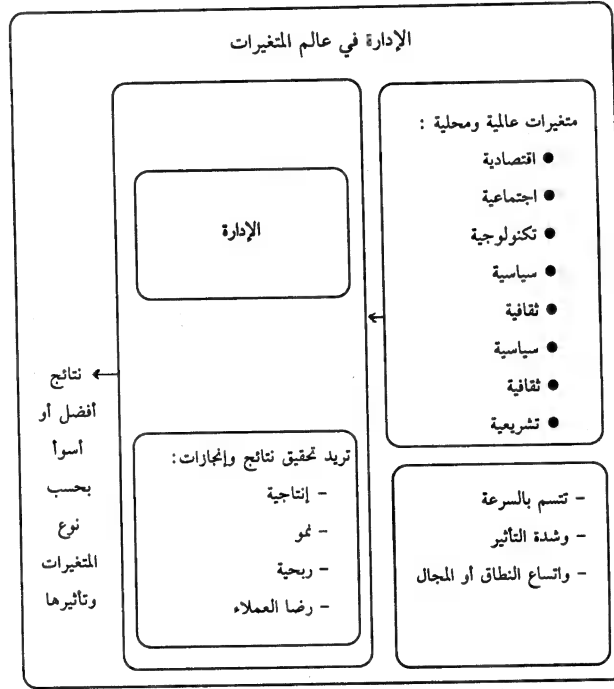 الإدارة في عالم المتغيرات
متغيرات عالمية ومحلية :
● اقتصادية
● اجتماعية
● تكنولوجية
● سياسية
● ثقافية
● سياسية
● ثقافية
● تشريعية
– تتسم بالسرعة
– وشدة التأثير
– واتساع النطاق أو المجال
الإدارة
تريد تحقيق نتائج وإنجازات :
– إنتاجية
– نمو
– ربحية
– رضا العملاء
نتائج
أفضل أو
أسوأ
بحسب
نوع
المتغيرات
وتأثيرها